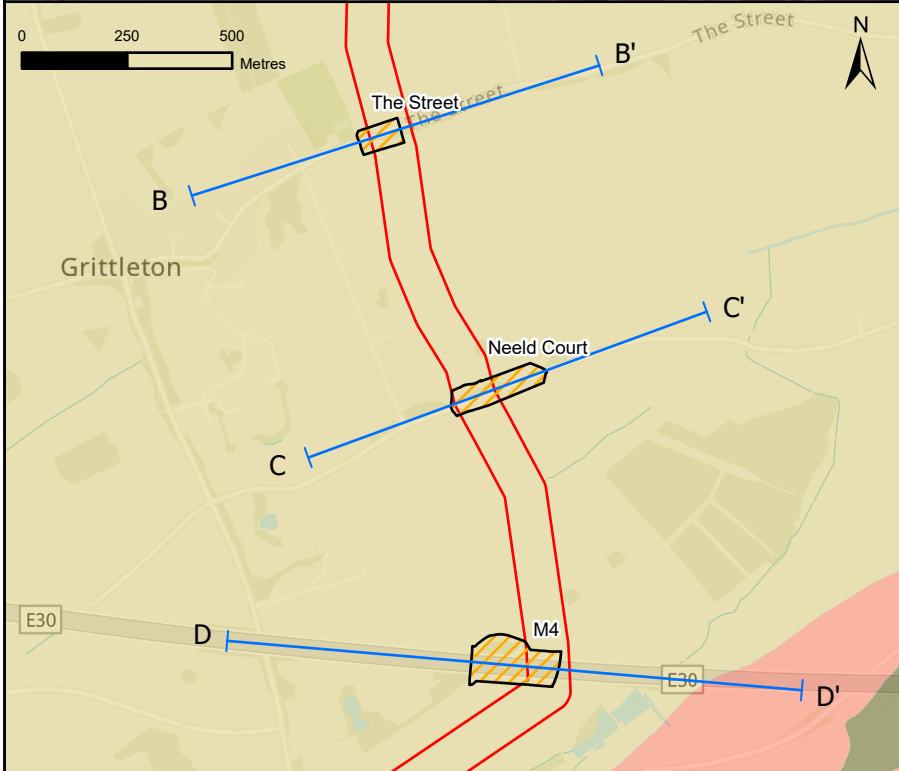 0 250 500
Metres
N
The Street
B'
The Street
The Street
B
Grittleton
C'
Neeld Court
C
M4
E30
D
E30
D'